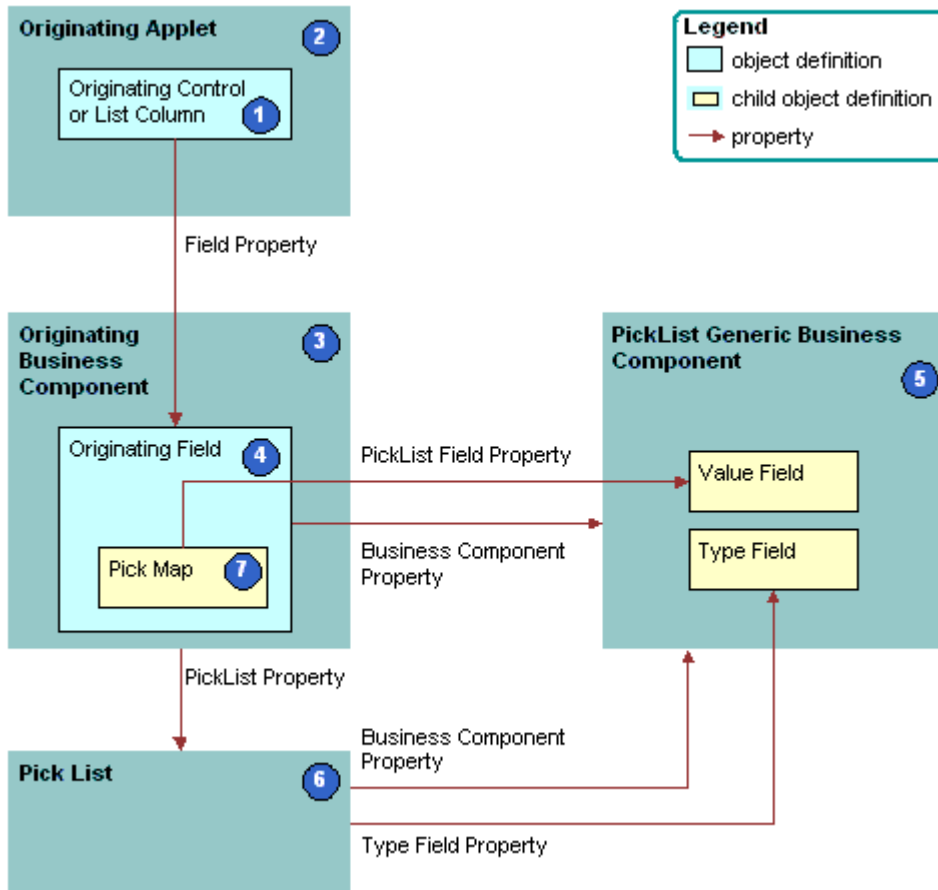 Originating Applet
2
Originating Control
or List Column
1
Legend
object definition
child object definition
property
Field Property
Originating
Business
Component
3
Originating Field
4
Pick Map
7
PickList Field Property
Business Component
Property
PickList Generic Business
Component
5
Value Field
Type Field
PickList Property
Pick List
6
Business Component
Property
Type Field Property